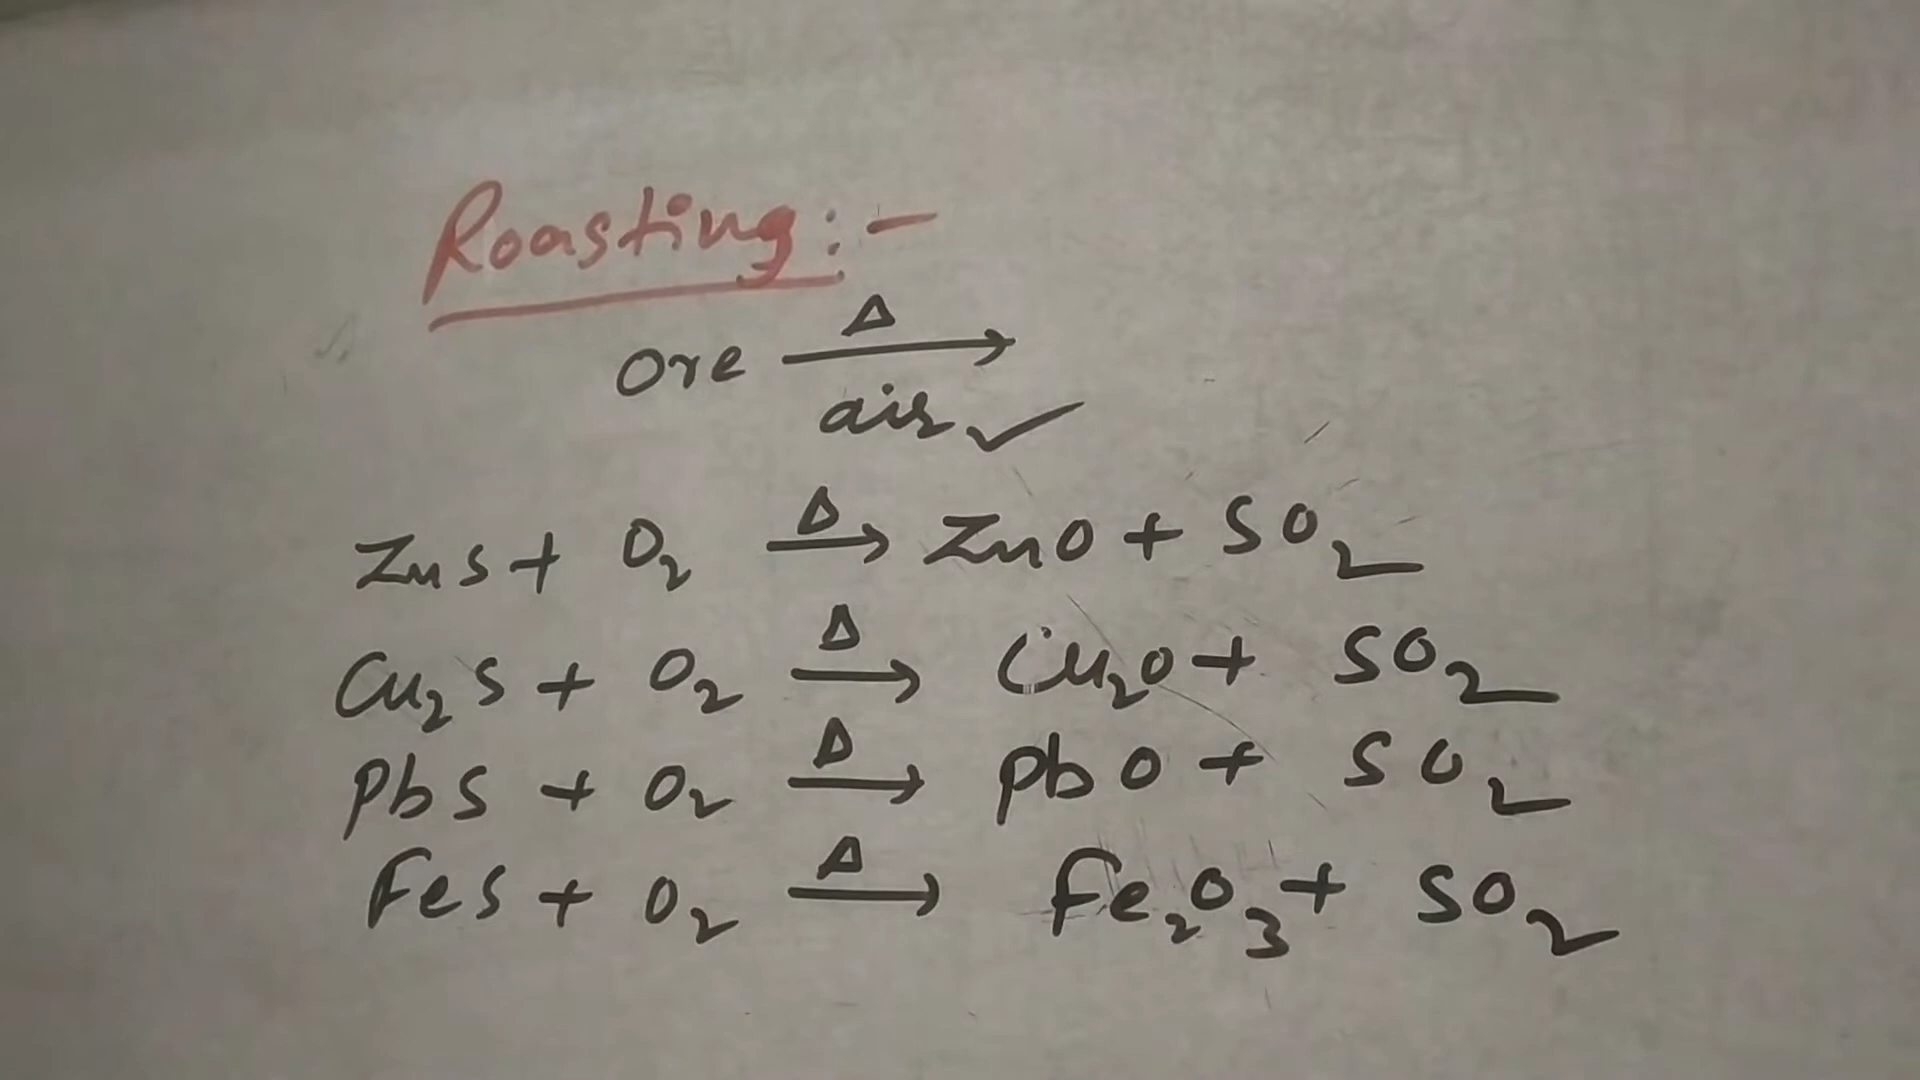 Roasting:-
Ore Δ→ air ✓
ZnS + O₂ Δ→ ZnO + SO₂
Cu₂S + O₂ Δ→ Cu₂O + SO₂
PbS + O₂ Δ→ PbO + SO₂
FeS + O₂ Δ→ Fe₂O₃ + SO₂